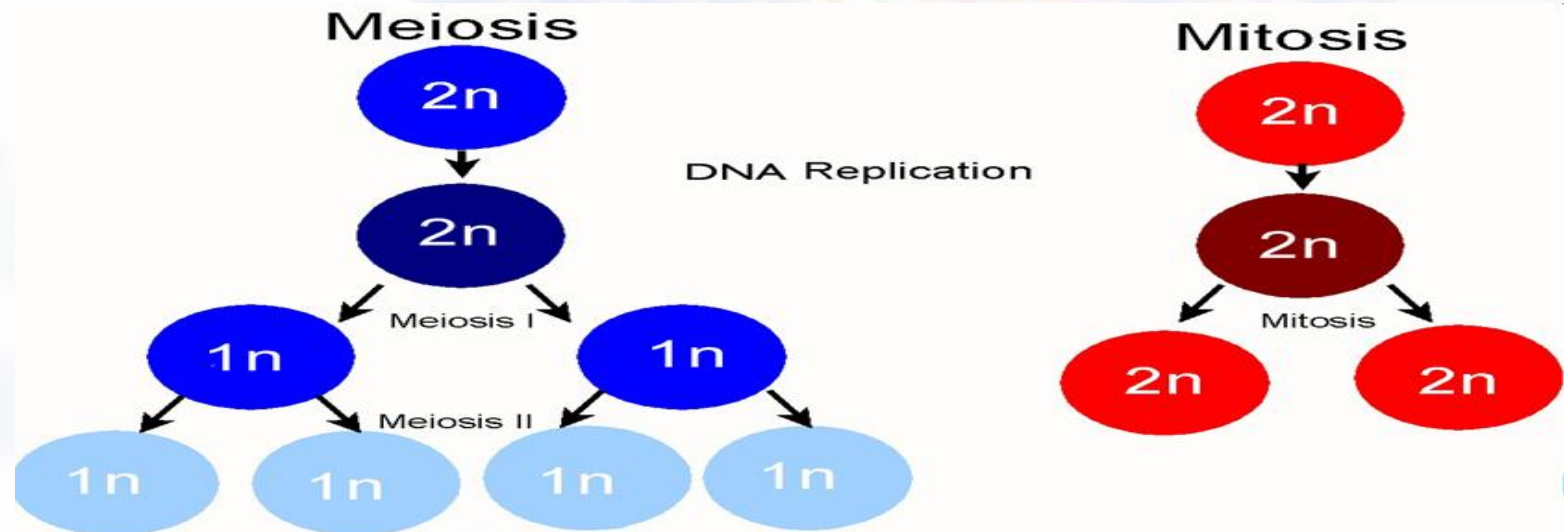 Meiosis
2n
2n
Meiosis I
1n
1n
Meiosis II
1n
1n
1n
1n
DNA Replication
Mitosis
2n
2n
Mitosis
2n
2n